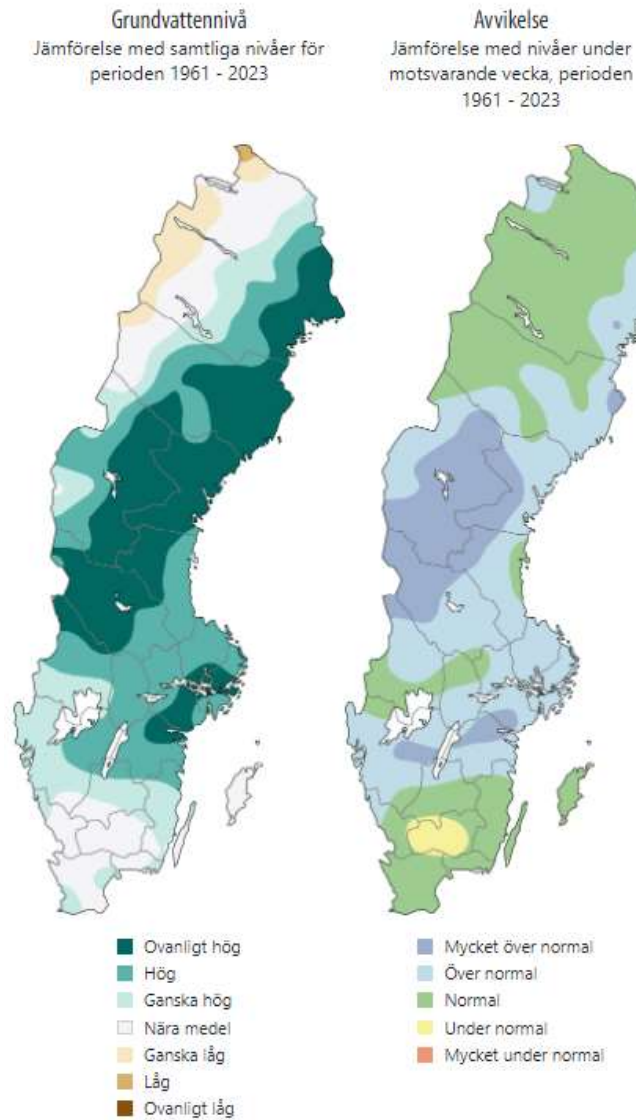 Grundvattennivå
Jämförelse med samtliga nivåer för
perioden 1961 - 2023
Avvikelse
Jämförelse med nivåer under
motsvarande vecka, perioden
1961 - 2023
Ovanligt hög
Hög
Ganska hög
Nära medel
Ganska låg
Låg
Ovanligt låg
Mycket över normal
Över normal
Normal
Under normal
Mycket under normal